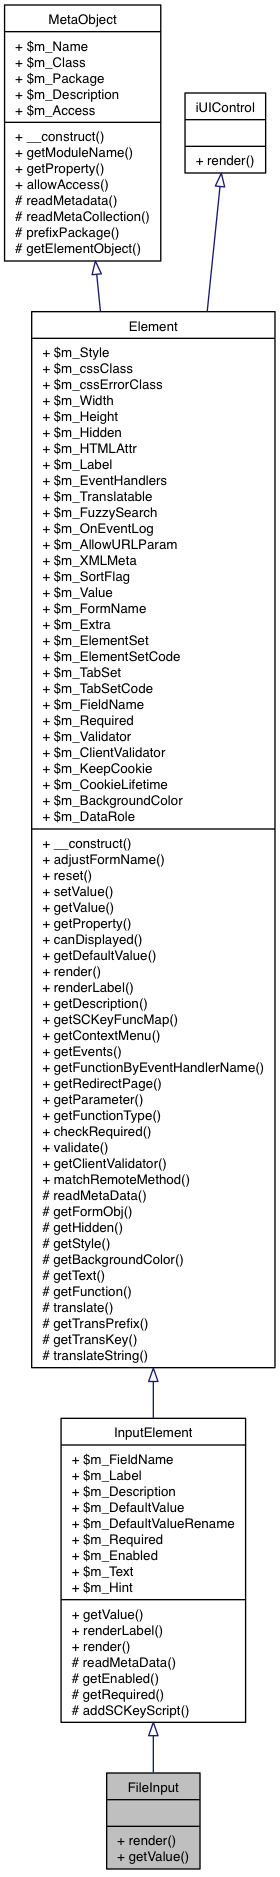 MetaObject
+ $m_Name
+ $m_Class
+ $m_Package
+ $m_Description
+ $m_Access
+ __construct()
+ getModuleName()
+ getProperty()
+ allowAccess()
# readMetadata()
# readMetaCollection()
# prefixPackage()
# getElementObject()
iUIControl
+ render()
Element
+ $m_Style
+ $m_cssClass
+ $m_cssErrorClass
+ $m_Width
+ $m_Height
+ $m_Hidden
+ $m_HTMLAttr
+ $m_Label
+ $m_EventHandlers
+ $m_Translatable
+ $m_FuzzySearch
+ $m_OnEventLog
+ $m_AllowURLParam
+ $m_XMLMeta
+ $m_SortFlag
+ $m_Value
+ $m_FormName
+ $m_Extra
+ $m_ElementSet
+ $m_ElementSetCode
+ $m_TabSet
+ $m_TabSetCode
+ $m_FieldName
+ $m_Required
+ $m_Validator
+ $m_ClientValidator
+ $m_KeepCookie
+ $m_CookieLifetime
+ $m_BackgroundColor
+ $m_DataRole
+ __construct()
+ adjustFormName()
+ reset()
+ setValue()
+ getValue()
+ getProperty()
+ canDisplayed()
+ getDefaultValue()
+ render()
+ renderLabel()
+ getDescription()
+ getSCKeyFuncMap()
+ getContextMenu()
+ getEvents()
+ getFunctionByEventHandlerName()
+ getRedirectPage()
+ getParameter()
+ getFunctionType()
+ checkRequired()
+ validate()
+ getClientValidator()
+ matchRemoteMethod()
# readMetaData()
# getFormObj()
# getHidden()
# getStyle()
# getBackgroundColor()
# getText()
# getFunction()
# translate()
# getTransPrefix()
# getTransKey()
# translateString()
InputElement
+ $m_FieldName
+ $m_Label
+ $m_Description
+ $m_DefaultValue
+ $m_DefaultValueRename
+ $m_Required
+ $m_Enabled
+ $m_Text
+ $m_Hint
+ getValue()
+ renderLabel()
+ render()
# readMetaData()
# getEnabled()
# getRequired()
# addSCKeyScript()
FileInput
+ render()
+ getValue()